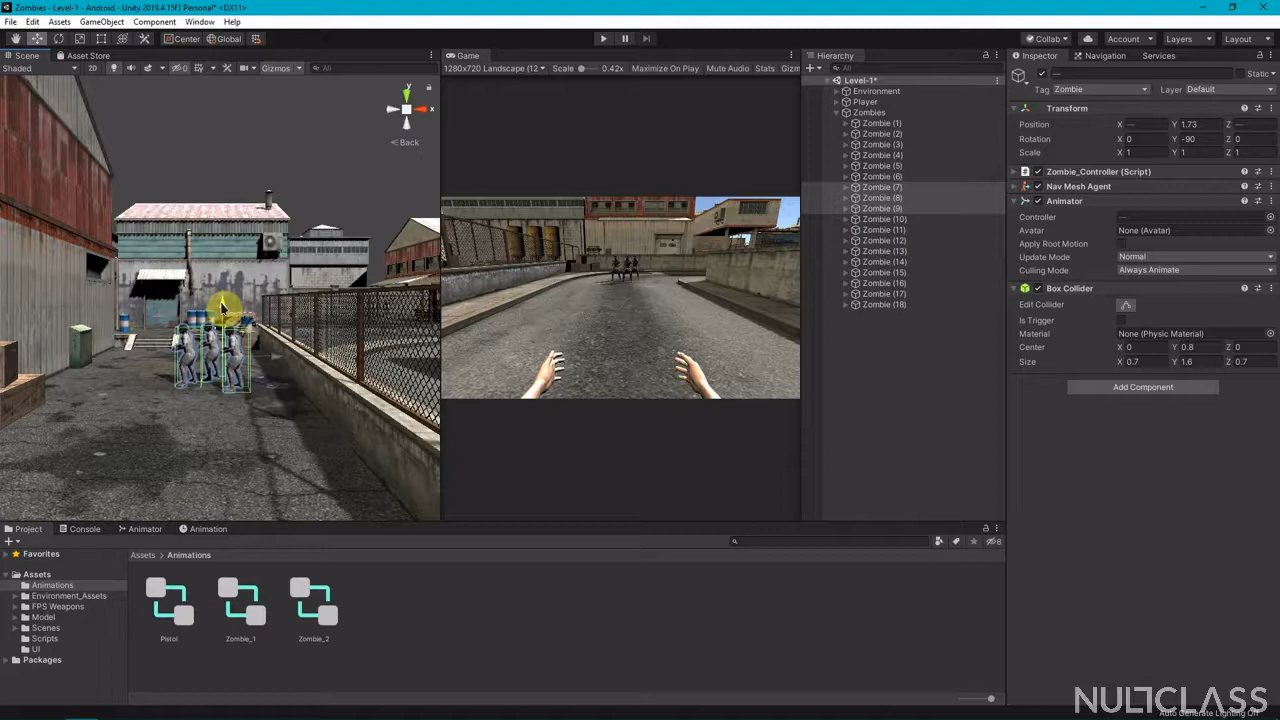 Zombies - Level-1 - Android - Unity 2019.4.15f1 Personal* <DX11>
File Edit Assets GameObject Component Window Help
Center Global Collab Account Layers Layout
Scene Asset Store
Shaded 2D 0 Gizmos All
Back
y
x
Game
1280x720 Landscape (12 Scale 0.42x Maximize On Play Mute Audio Stats Gizm
Hierarchy
All
Level-1*
Environment
Player
Zombies
Zombie (1)
Zombie (2)
Zombie (3)
Zombie (4)
Zombie (5)
Zombie (6)
Zombie (7)
Zombie (8)
Zombie (9)
Zombie (10)
Zombie (11)
Zombie (12)
Zombie (13)
Zombie (14)
Zombie (15)
Zombie (16)
Zombie (17)
Zombie (18)
Inspector Navigation Services
— Static
Tag Zombie Layer Default
Transform
Position X — Y 1.73 Z —
Rotation X 0 Y -90 Z 0
Scale X 1 Y 1 Z 1
Zombie_Controller (Script)
Nav Mesh Agent
Animator
Controller —
Avatar None (Avatar)
Apply Root Motion
Update Mode Normal
Culling Mode Always Animate
Box Collider
Edit Collider
Is Trigger
Material None (Physic Material)
Center X 0 Y 0.8 Z 0
Size X 0.7 Y 1.6 Z 0.7
Add Component
Project Console Animator Animation
8
Favorites
Assets
Animations
Environment_Assets
FPS Weapons
Model
Scenes
Scripts
UI
Packages
Assets > Animations
Pistol Zombie_1 Zombie_2
NULLCLASS
Auto Generate Lighting Off